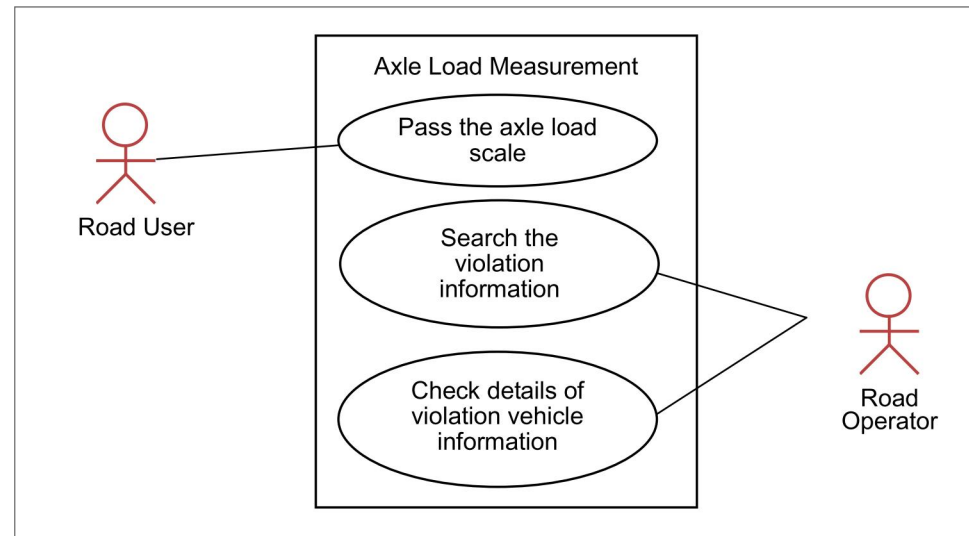 Axle Load Measurement
Pass the axle load
scale
Road User
Search the
violation
information
Check details of
violation vehicle
information
Road
Operator